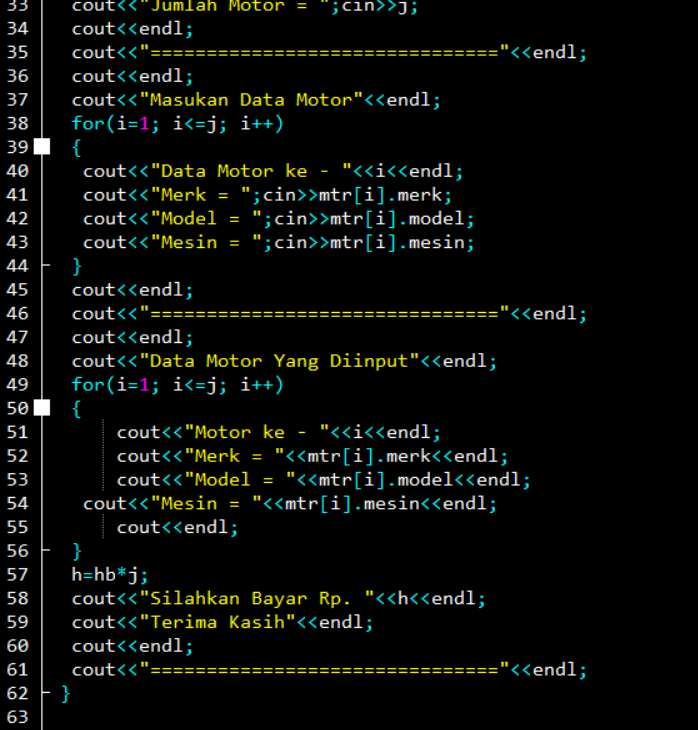 33 cout<<"Jumlah Motor = ";cin>>j;
34 cout<<endl;
35 cout<<"==============================="<<endl;
36 cout<<endl;
37 cout<<"Masukan Data Motor"<<endl;
38 for(i=1; i<=j; i++)
39 {
40 cout<<"Data Motor ke - "<<i<<endl;
41 cout<<"Merk = ";cin>>mtr[i].merk;
42 cout<<"Model = ";cin>>mtr[i].model;
43 cout<<"Mesin = ";cin>>mtr[i].mesin;
44 }
45 cout<<endl;
46 cout<<"==============================="<<endl;
47 cout<<endl;
48 cout<<"Data Motor Yang Diinput"<<endl;
49 for(i=1; i<=j; i++)
50 {
51 cout<<"Motor ke - "<<i<<endl;
52 cout<<"Merk = "<<mtr[i].merk<<endl;
53 cout<<"Model = "<<mtr[i].model<<endl;
54 cout<<"Mesin = "<<mtr[i].mesin<<endl;
55 cout<<endl;
56 }
57 h=hb*j;
58 cout<<"Silahkan Bayar Rp. "<<h<<endl;
59 cout<<"Terima Kasih"<<endl;
60 cout<<endl;
61 cout<<"==============================="<<endl;
62 }
63